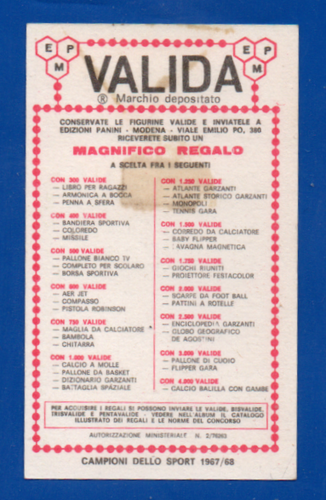 E P M
VALIDA
E P M
® Marchio depositato
CONSERVATE LE FIGURINE VALIDE E INVIATELE A
EDIZIONI PANINI - MODENA - VIALE EMILIO PO, 380
RICEVERETE SUBITO UN
MAGNIFICO REGALO
A SCELTA FRA I SEGUENTI
CON 300 VALIDE
— LIBRO PER RAGAZZI
— ARMONICA A BOCCA
— PENNA A SFERA
CON 400 VALIDE
— BANDIERA SPORTIVA
— COLOREDO
— MISSILE
CON 500 VALIDE
— PALLONE BIANCO TV
— COMPLETO PER SCOLARO
— BORSA SPORTIVA
CON 600 VALIDE
— AER JET
— COMPASSO
— PISTOLA ROBINSON
CON 750 VALIDE
— MAGLIA DA CALCIATORE
— BAMBOLA
— CHITARRA
CON 1.000 VALIDE
— CALCIO A MOLLE
— PALLONE DA BASKET
— DIZIONARIO GARZANTI
— BATTAGLIA SPAZIALE
CON 1.250 VALIDE
— ATLANTE GARZANTI
— ATLANTE STORICO GARZANTI
— MONOPOLI
— TENNIS GARA
CON 1.500 VALIDE
— CORREDO DA CALCIATORE
— BABY FLIPPER
— LAVAGNA MAGNETICA
CON 1.750 VALIDE
— GIOCHI RIUNITI
— PROIETTORE FESTACOLOR
CON 2.000 VALIDE
— SCARPE DA FOOT BALL
— PATTINI A ROTELLE
CON 2.500 VALIDE
— ENCICLOPEDIA GARZANTI
— GLOBO GEOGRAFICO
DE AGOSTINI
CON 3.000 VALIDE
— PALLONE DI CUOIO
— FLIPPER GARA
CON 4.000 VALIDE
— CALCIO BALILLA CON GAMBE
PER ACQUISIRE I REGALI SI POSSONO INVIARE LE VALIDE, BISVALIDE,
TRISVALIDE E PENTAVALIDE - VEDERE NELL'ALBUM IL CATALOGO
ILLUSTRATO DEI REGALI E LE NORME DEL CONCORSO
AUTORIZZAZIONE MINISTERIALE T. N.
CAMPIONI DELLO SPORT 1967/68